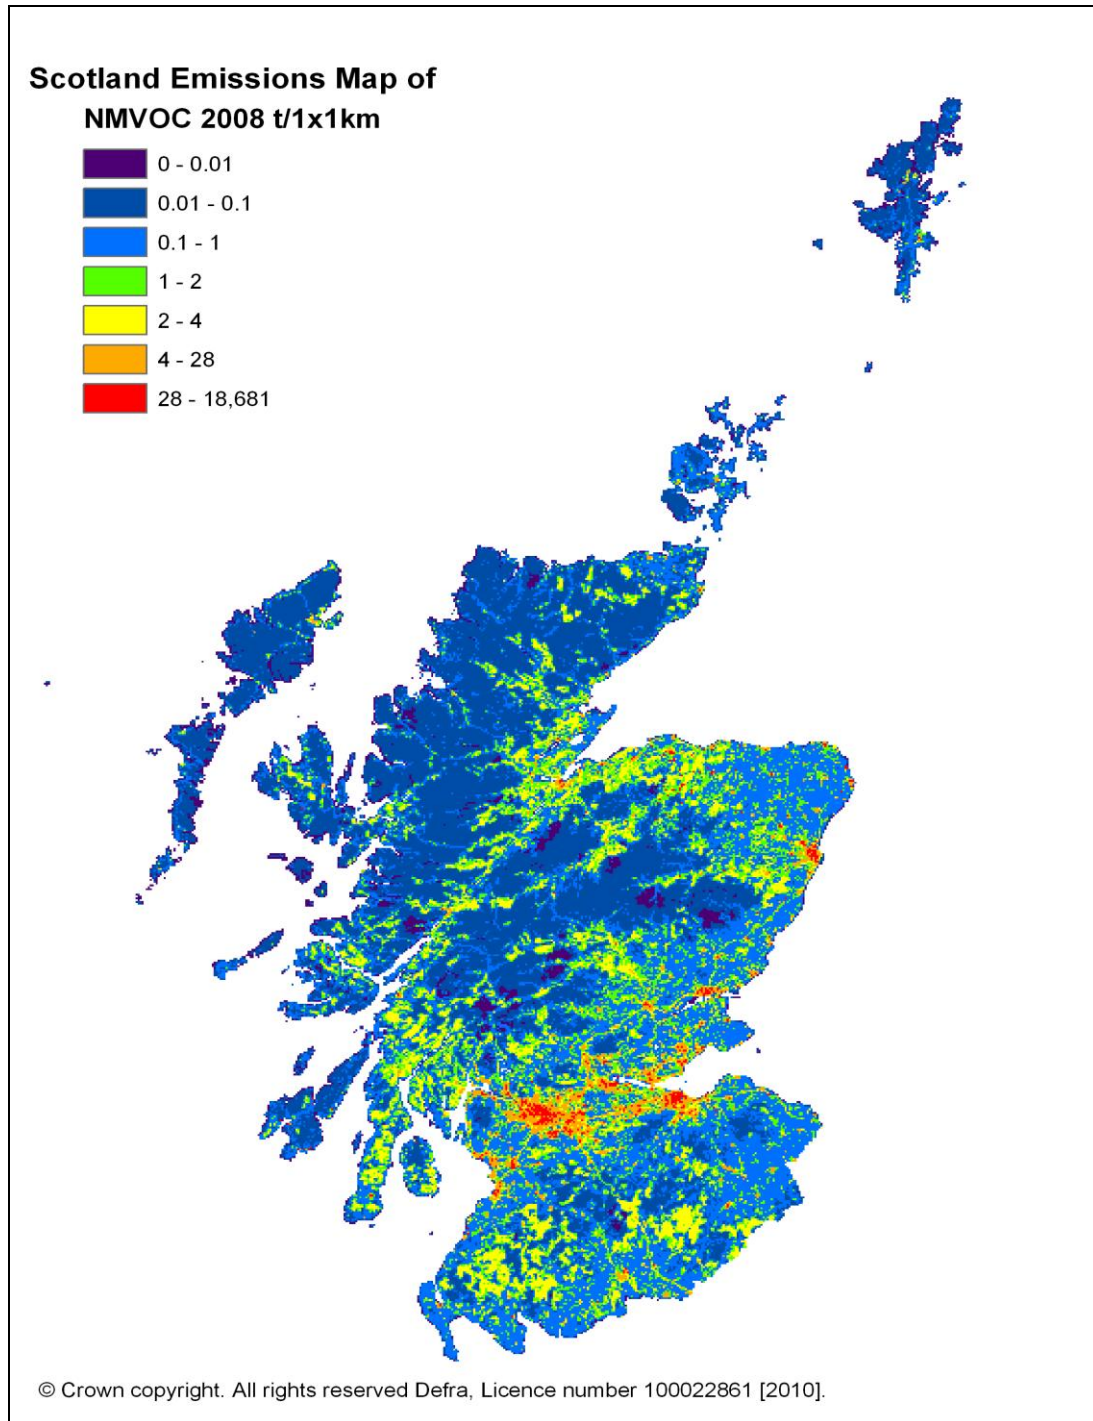 Scotland Emissions Map of
NMVOC 2008 t/1x1km
0 - 0.01
0.01 - 0.1
0.1 - 1
1 - 2
2 - 4
4 - 28
28 - 18,681
© Crown copyright. All rights reserved Defra, Licence number 100022861 [2010].